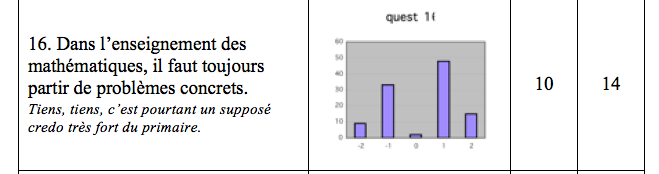 16. Dans l’enseignement des
mathématiques, il faut toujours
partir de problèmes concrets.
Tiens, tiens, c’est pourtant un supposé
credo très fort du primaire.
quest 16
60
50
40
30
20
10
0
-2 -1 0 1 2
10
14